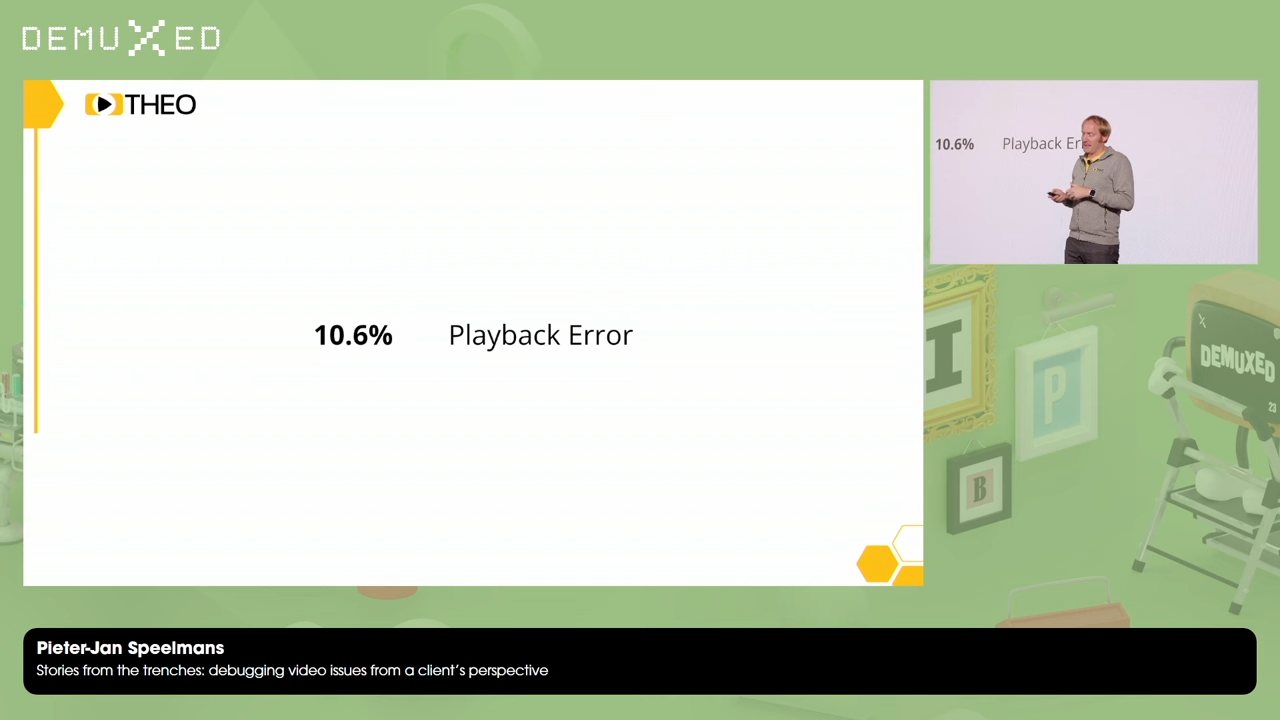 DEMUXED
THEO
10.6% Playback Error
10.6% Playback Er
I
P
B
DEMUXED
23
Pieter-Jan Speelmans
Stories from the trenches: debugging video issues from a client's perspective